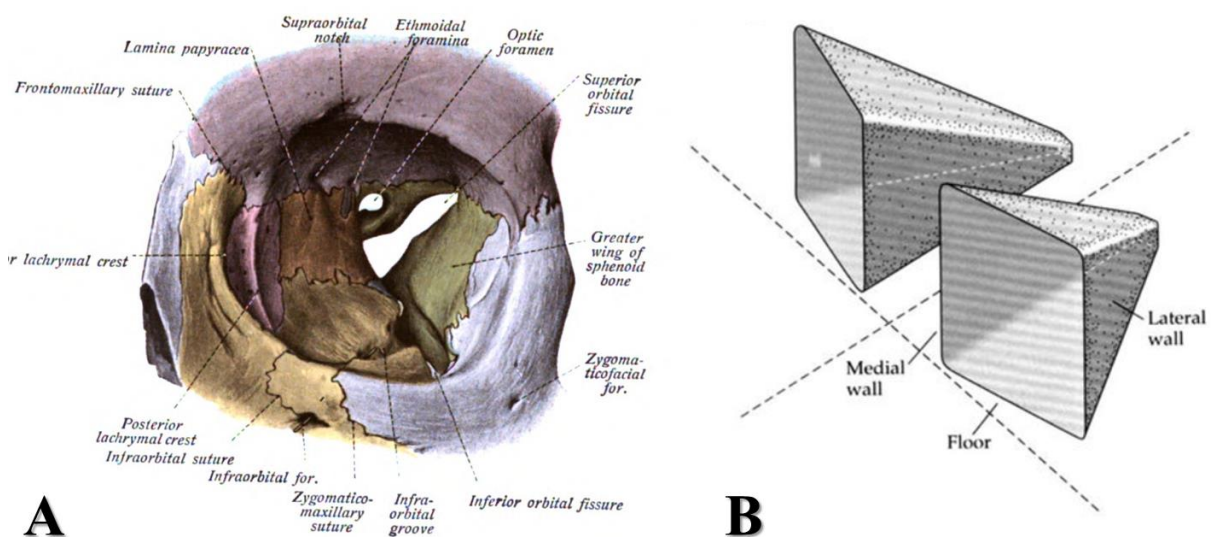 Supraorbital
notch
Ethmoidal
foramina
Optic
foramen
Lamina papyracea
Superior
orbital
fissure
Frontomaxillary suture
r lachrymal crest
Greater
wing of
sphenoid
bone
Zygoma-
ticofacial
for.
Posterior
lachrymal crest
Infraorbital suture
Infraorbital for.
Zygomatico-
maxillary
suture
Infra-
orbital
groove
Inferior orbital fissure
A
Lateral
wall
Medial
wall
Floor
B